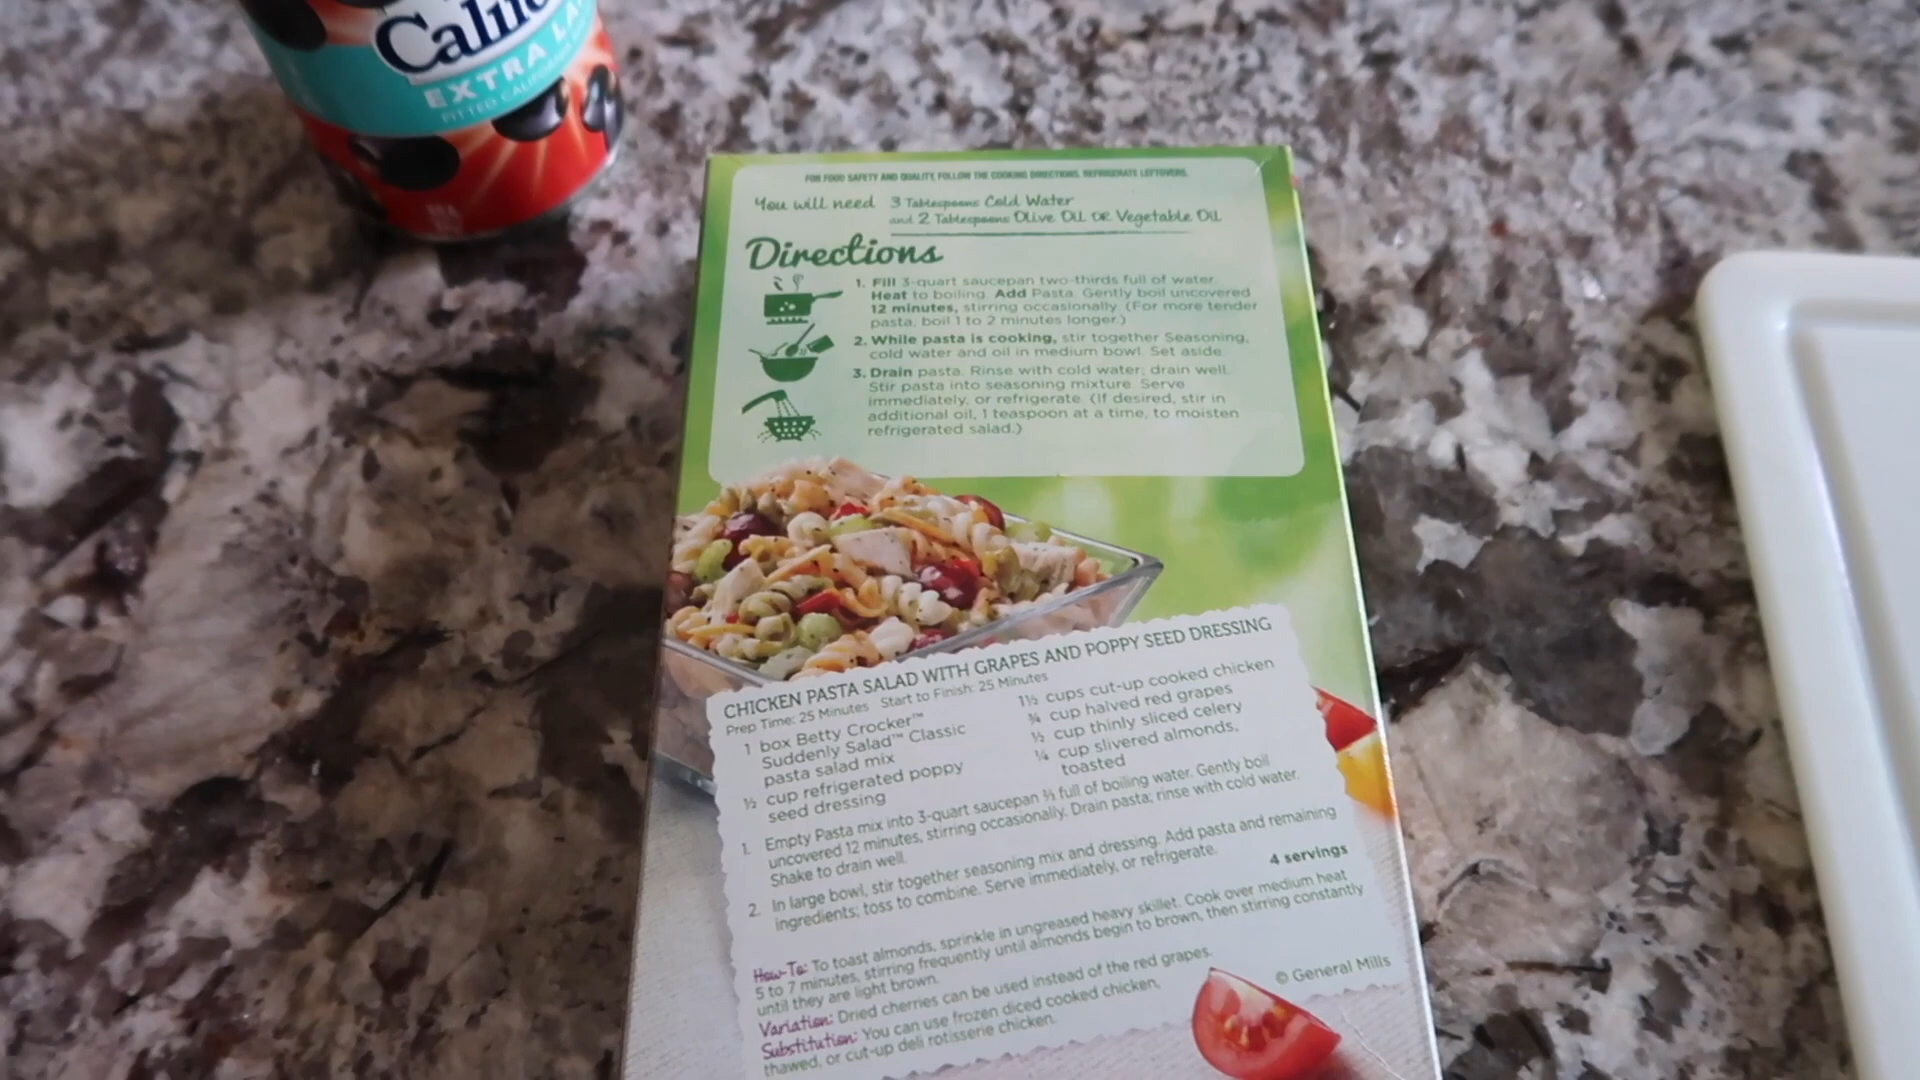 EXTRA
PITTED
FOR FOOD SAFETY AND QUALITY, FOLLOW THE COOKING DIRECTIONS. REFRIGERATE LEFTOVERS.
You will need 3 Tablespoons Cold Water
and 2 Tablespoons Olive Oil OR Vegetable Oil
Directions
1. Fill 3-quart saucepan two-thirds full of water.
Heat to boiling. Add Pasta. Gently boil uncovered
12 minutes, stirring occasionally. (For more tender
pasta, boil 1 to 2 minutes longer.)
2. While pasta is cooking, stir together Seasoning,
cold water and oil in medium bowl. Set aside.
3. Drain pasta. Rinse with cold water; drain well.
Stir pasta into seasoning mixture. Serve
immediately, or refrigerate. (If desired, stir in
additional oil, 1 teaspoon at a time, to moisten
refrigerated salad.)
CHICKEN PASTA SALAD WITH GRAPES AND POPPY SEED DRESSING
Prep Time: 25 Minutes Start to Finish: 25 Minutes
1 box Betty Crocker™
Suddenly Salad™ Classic
pasta salad mix
½ cup refrigerated poppy
seed dressing
1½ cups cut-up cooked chicken
¾ cup halved red grapes
½ cup thinly sliced celery
¼ cup slivered almonds,
toasted
1. Empty Pasta mix into 3-quart saucepan ⅔ full of boiling water. Gently boil
uncovered 12 minutes, stirring occasionally. Drain pasta; rinse with cold water.
Shake to drain well.
2. In large bowl, stir together seasoning mix and dressing. Add pasta and remaining
ingredients; toss to combine. Serve immediately, or refrigerate.
4 servings
How-To: To toast almonds, sprinkle in ungreased heavy skillet. Cook over medium heat
5 to 7 minutes, stirring frequently until almonds begin to brown, then stirring constantly
until they are light brown.
Variation: Dried cherries can be used instead of the red grapes.
Substitution: You can use frozen diced cooked chicken,
thawed, or cut-up deli rotisserie chicken.
© General Mills